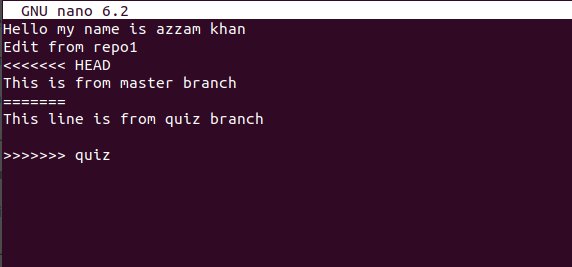 GNU nano 6.2
Hello my name is azzam khan
Edit from repo1
<<<<<<< HEAD
This is from master branch
=======
This line is from quiz branch
>>>>>>> quiz